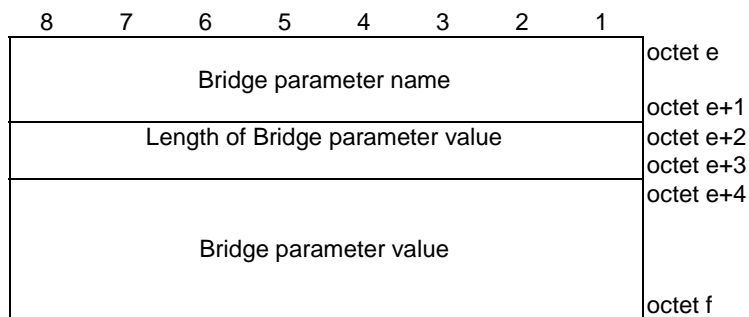 8 7 6 5 4 3 2 1
octet e
Bridge parameter name
octet e+1
Length of Bridge parameter value octet e+2
octet e+3
octet e+4
Bridge parameter value
octet f